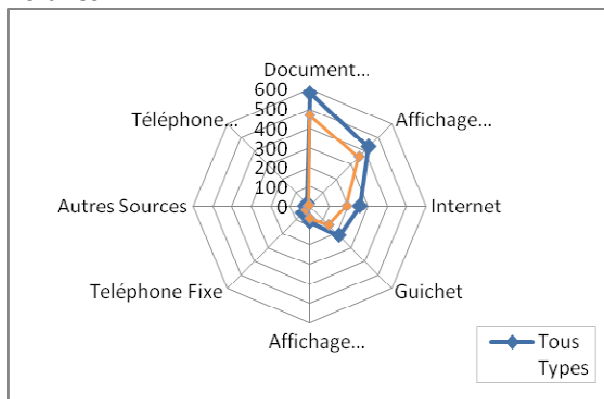 Document...
600
500
400
300
200
100
0
Affichage...
Internet
Guichet
Affichage...
Teléphone Fixe
Autres Sources
Téléphone...
Tous
Types